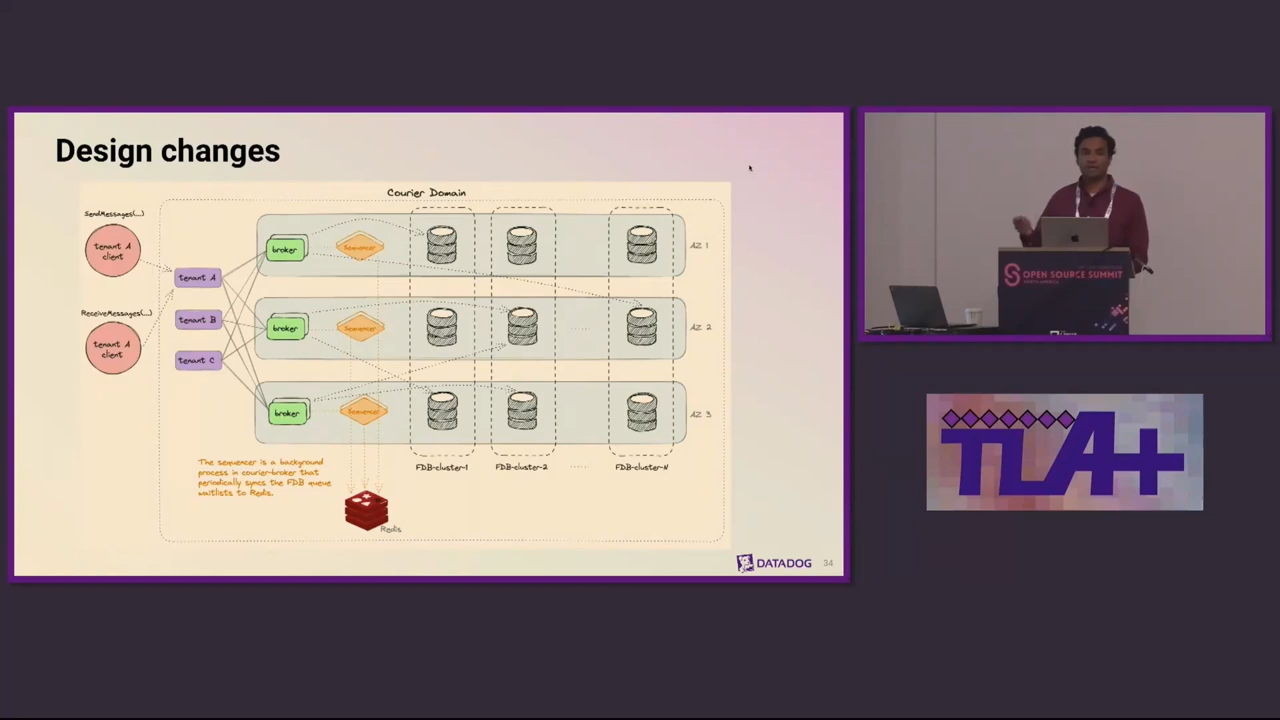 Design changes
Courier Domain
SendMessages(...)
tenant A
client
ReceiveMessages(...)
tenant A
client
tenant A
tenant B
tenant C
broker
Sequencer
AZ 1
broker
Sequencer
AZ 2
broker
Sequencer
AZ 3
FDB-cluster-1
FDB-cluster-2
FDB-cluster-N
The sequencer is a background
process in courier-broker that
periodically syncs the FDB queue
waitlists to Redis.
Redis
DATADOG
34
OPEN SOURCE SUMMIT
NORTH AMERICA
TLA+